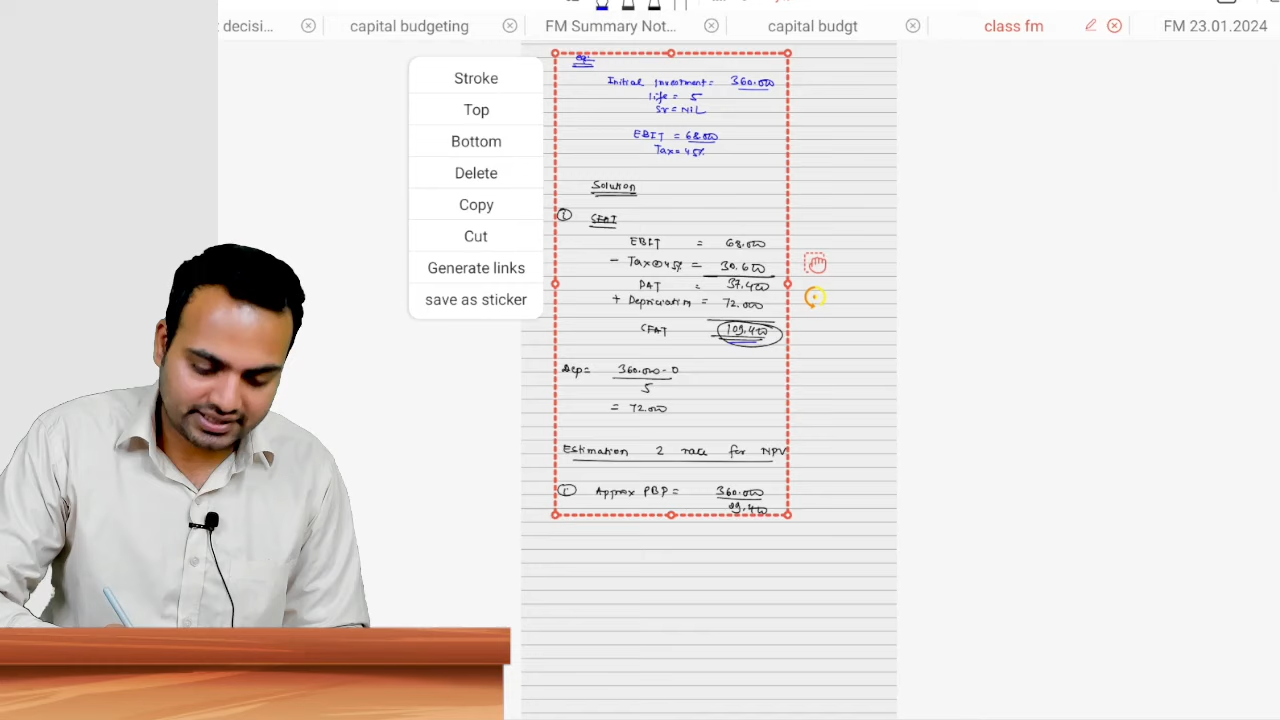 t decisi...
capital budgeting
FM Summary Not...
capital budgt
class fm
FM 23.01.2024
Stroke
Top
Bottom
Delete
Copy
Cut
Generate links
save as sticker
eg:
Initial investment = 360.000
life = 5
Sv = NIL
EBIT = 68.000
Tax = 45%
Solution
① CFAT
EBIT = 68.000
- Tax@45% = 30.600
PAT = 37.400
+ Depreciation = 72.000
CFAT 109.400
Dep = 360.000 - 0
5
= 72.000
Estimation 2 rate for NPV
① Approx PBP = 360.000
109.400